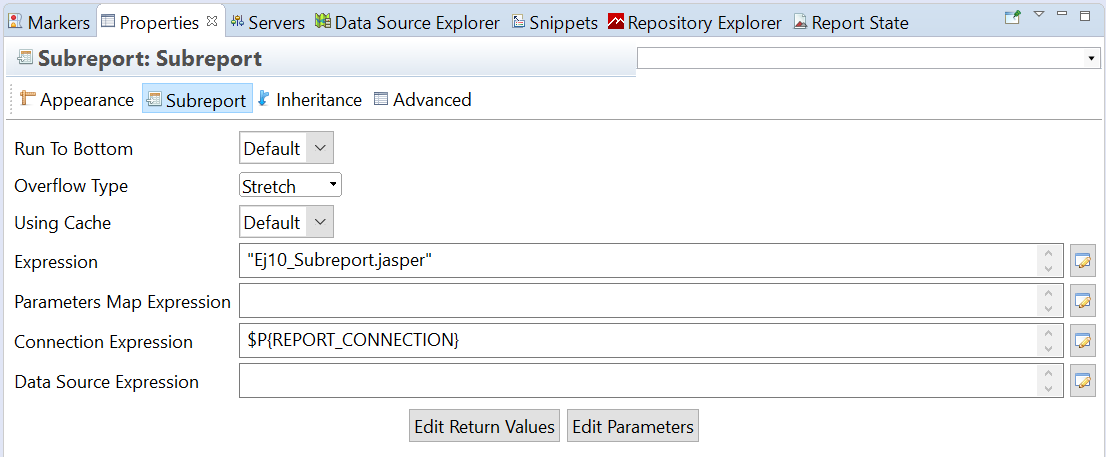 Markers Properties Servers Data Source Explorer Snippets Repository Explorer Report State
Subreport: Subreport
Appearance Subreport Inheritance Advanced
Run To Bottom Default
Overflow Type Stretch
Using Cache Default
Expression "Ej10_Subreport.jasper"
Parameters Map Expression
Connection Expression $P{REPORT_CONNECTION}
Data Source Expression
Edit Return Values Edit Parameters